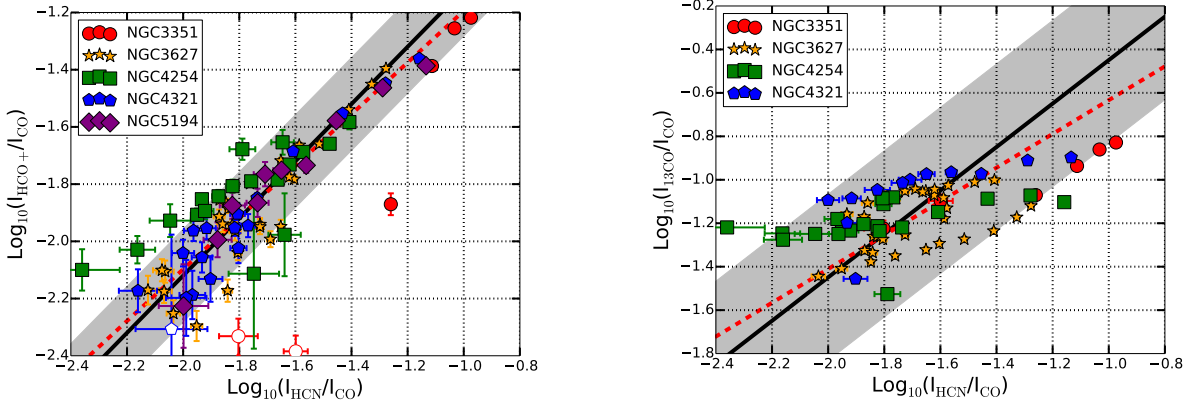 −1.2
−1.4
−1.6
−1.8
−2.0
−2.2
−2.4
Log10(IHCO+/ICO)
NGC3351
NGC3627
NGC4254
NGC4321
NGC5194
−2.4 −2.2 −2.0 −1.8 −1.6 −1.4 −1.2 −1.0
Log10(IHCN/ICO)
−0.2
−0.4
−0.6
−0.8
−1.0
−1.2
−1.4
−1.6
−1.8
Log10(I13CO/ICO)
NGC3351
NGC3627
NGC4254
NGC4321
−2.4 −2.2 −2.0 −1.8 −1.6 −1.4 −1.2 −1.0 −0.8
Log10(IHCN/ICO)